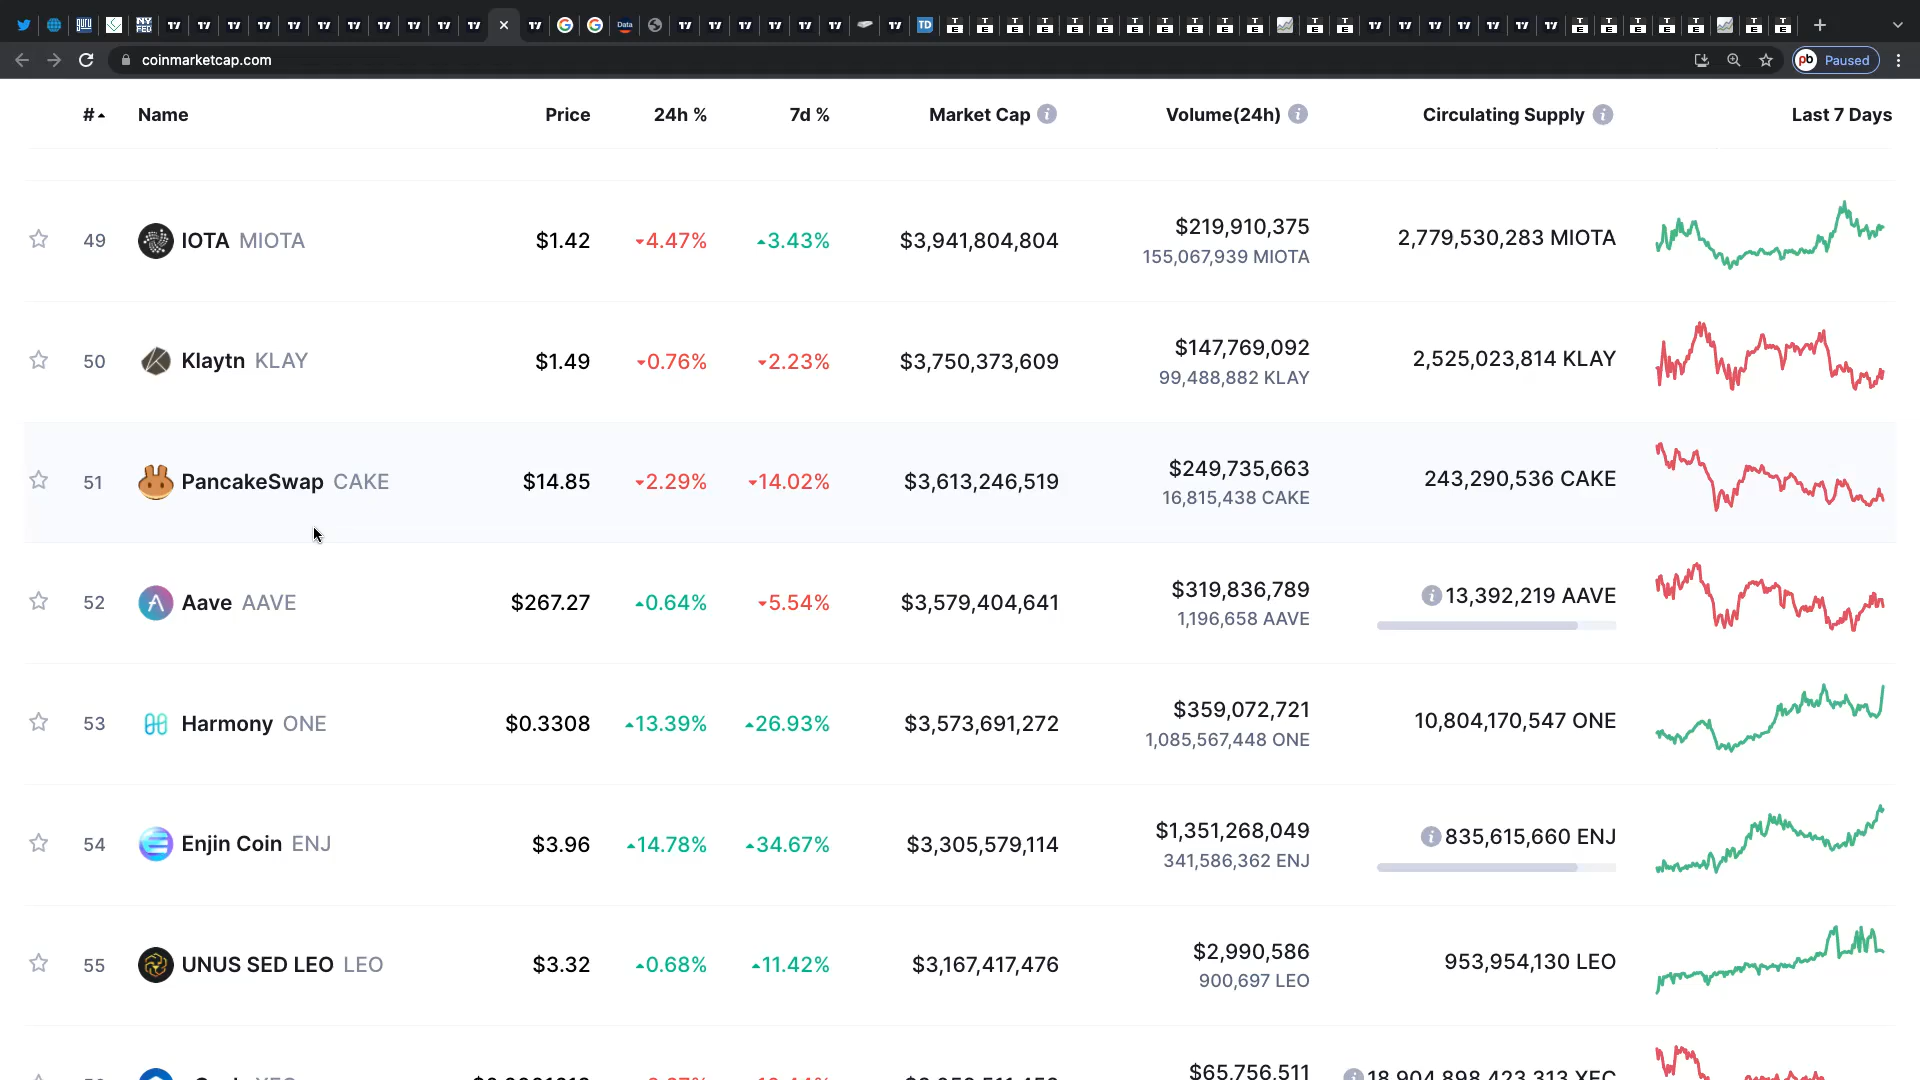 coinmarketcap.com
Paused
# Name Price 24h % 7d % Market Cap Volume(24h) Circulating Supply Last 7 Days
49 IOTA MIOTA $1.42 4.47% 3.43% $3,941,804,804 $219,910,375 2,779,530,283 MIOTA
155,067,939 MIOTA
50 Klaytn KLAY $1.49 0.76% 2.23% $3,750,373,609 $147,769,092 2,525,023,814 KLAY
99,488,882 KLAY
51 PancakeSwap CAKE $14.85 2.29% 14.02% $3,613,246,519 $249,735,663 243,290,536 CAKE
16,815,438 CAKE
52 Aave AAVE $267.27 0.64% 5.54% $3,579,404,641 $319,836,789 13,392,219 AAVE
1,196,658 AAVE
53 Harmony ONE $0.3308 13.39% 26.93% $3,573,691,272 $359,072,721 10,804,170,547 ONE
1,085,567,448 ONE
54 Enjin Coin ENJ $3.96 14.78% 34.67% $3,305,579,114 $1,351,268,049 835,615,660 ENJ
341,586,362 ENJ
55 UNUS SED LEO LEO $3.32 0.68% 11.42% $3,167,417,476 $2,990,586 953,954,130 LEO
900,697 LEO
$65,756,511 18,904,898,423,313 XEC